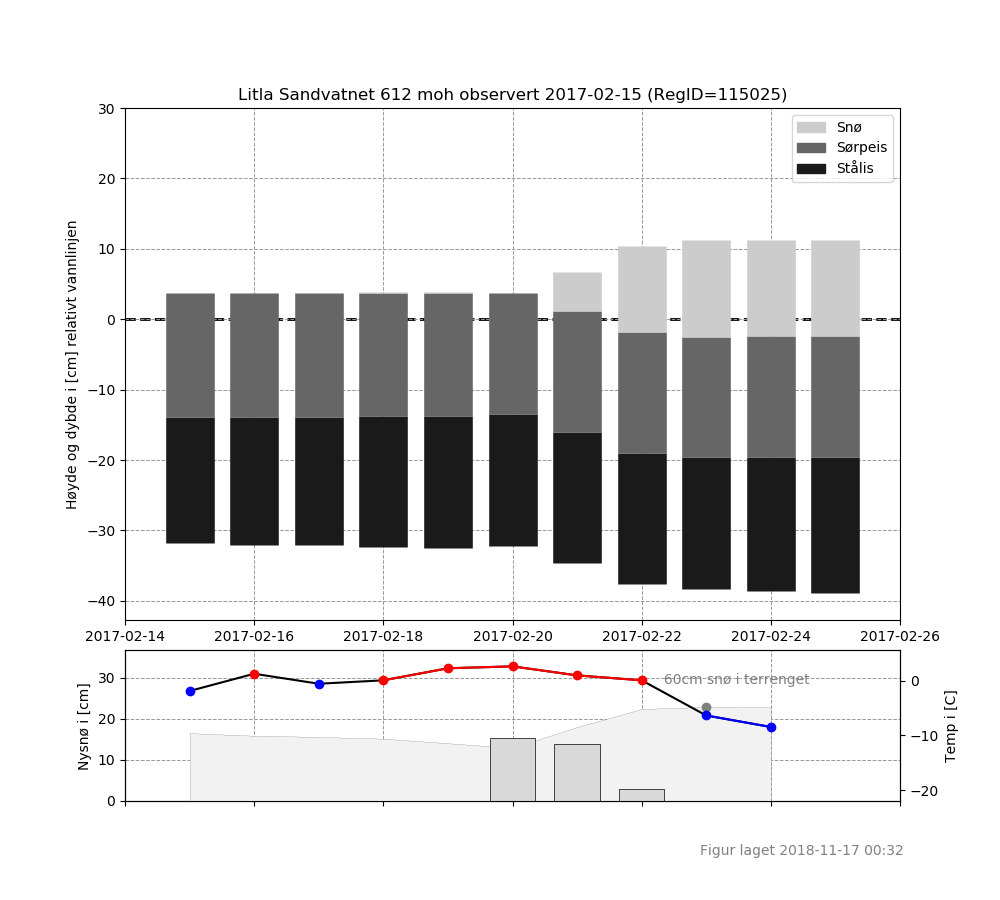 Litla Sandvatnet 612 moh observert 2017-02-15 (RegID=115025)
Høyde og dybde i [cm] relativt vannlinjen
30
20
10
0
−10
−20
−30
−40
Snø
Sørpeis
Stålis
2017-02-14 2017-02-16 2017-02-18 2017-02-20 2017-02-22 2017-02-24 2017-02-26
Nysnø i [cm]
30
20
10
0
60cm snø i terrenget
0
−10
−20
Temp i [C]
Figur laget 2018-11-17 00:32